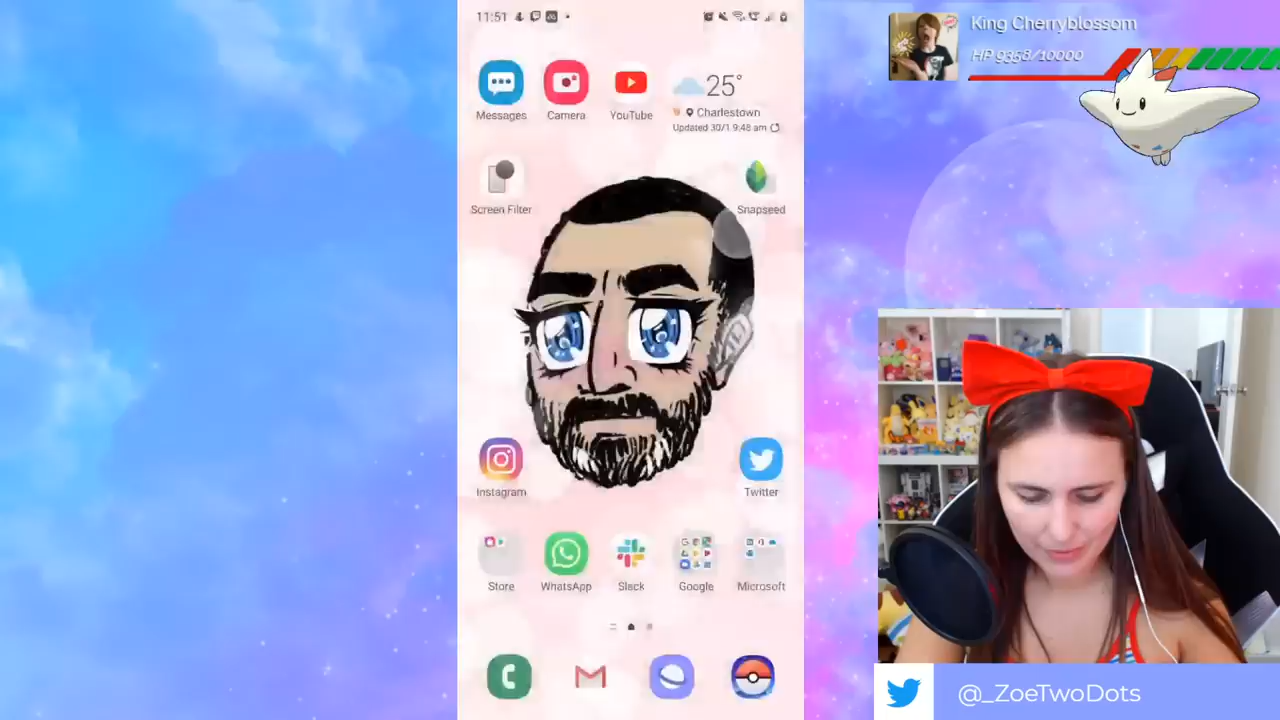 11:51
King Cherryblossom
HP 9358/10000
25°
Messages
Camera
YouTube
Charlestown
Updated 30/1 9:48 am
Screen Filter
Snapseed
Instagram
Twitter
Store
WhatsApp
Slack
Google
Microsoft
@_ZoeTwoDots